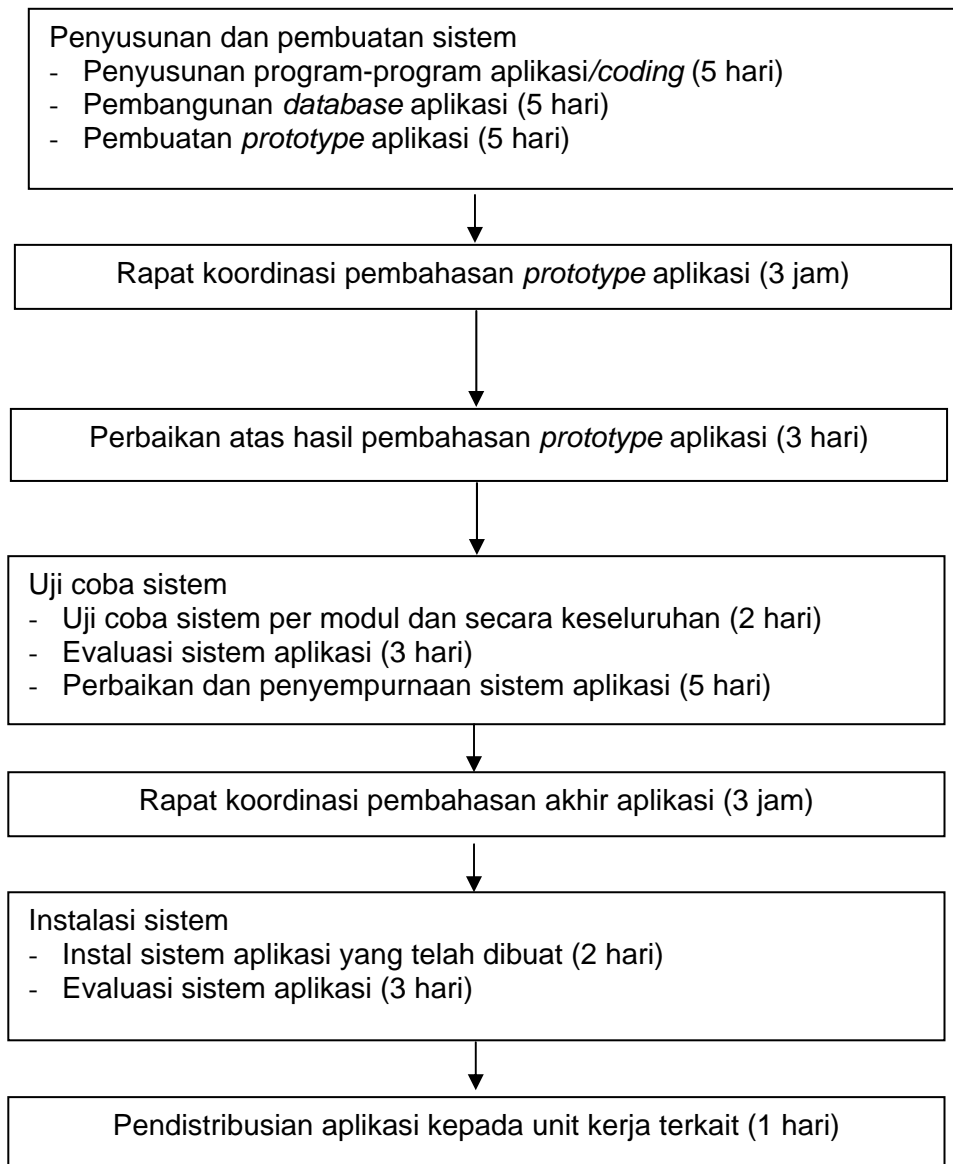 Penyusunan dan pembuatan sistem
- Penyusunan program-program aplikasi/coding (5 hari)
- Pembangunan database aplikasi (5 hari)
- Pembuatan prototype aplikasi (5 hari)
Rapat koordinasi pembahasan prototype aplikasi (3 jam)
Perbaikan atas hasil pembahasan prototype aplikasi (3 hari)
Uji coba sistem
- Uji coba sistem per modul dan secara keseluruhan (2 hari)
- Evaluasi sistem aplikasi (3 hari)
- Perbaikan dan penyempurnaan sistem aplikasi (5 hari)
Rapat koordinasi pembahasan akhir aplikasi (3 jam)
Instalasi sistem
- Instal sistem aplikasi yang telah dibuat (2 hari)
- Evaluasi sistem aplikasi (3 hari)
Pendistribusian aplikasi kepada unit kerja terkait (1 hari)